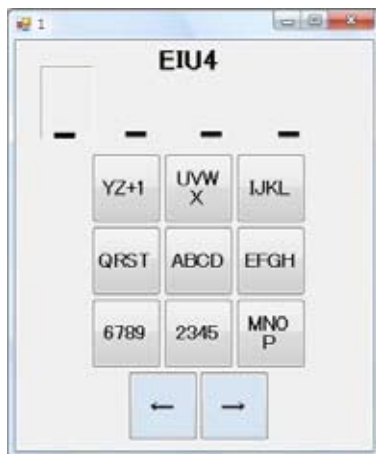 1
EIU4
_ _ _ _
YZ+1 UVW IJKL
X
QRST ABCD EFGH
6789 2345 MNO
P
← →